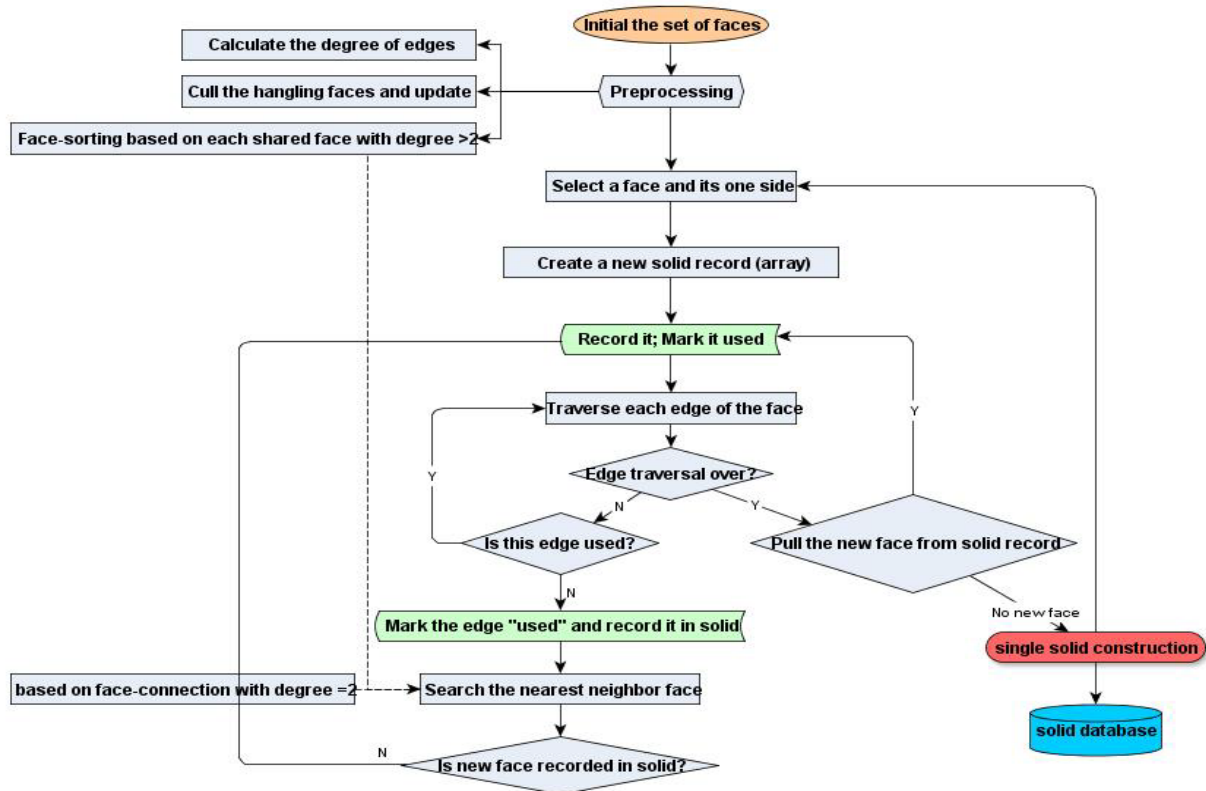 Initial the set of faces
Calculate the degree of edges
Cull the hangling faces and update
Preprocessing
Face-sorting based on each shared face with degree >2
Select a face and its one side
Create a new solid record (array)
Record it; Mark it used
Traverse each edge of the face
Y
Y
Edge traversal over?
N
Y
Is this edge used?
Pull the new face from solid record
N
No new face
Mark the edge "used" and record it in solid
single solid construction
based on face-connection with degree =2
Search the nearest neighbor face
solid database
N
Is new face recorded in solid?